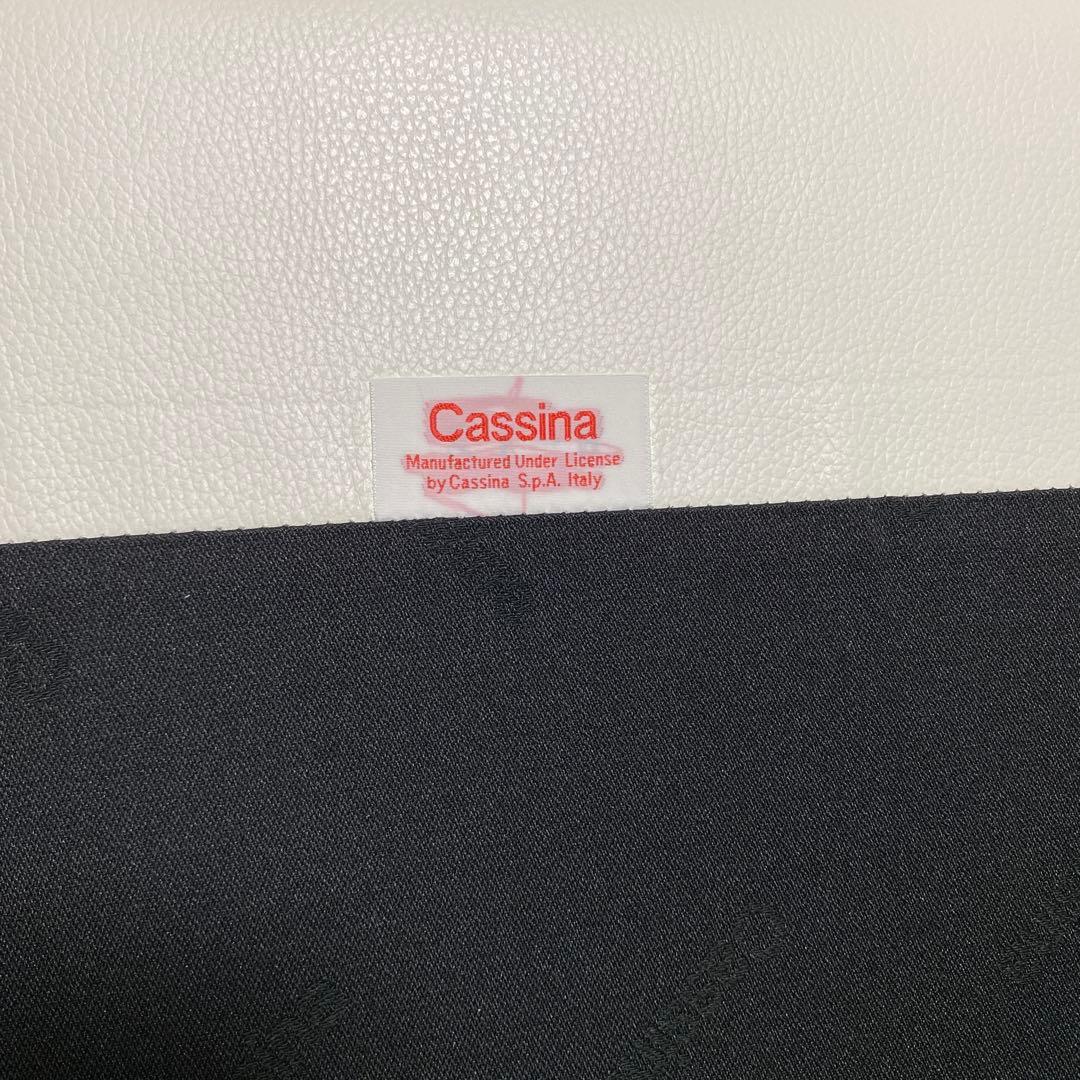 Cassina
Manufactured Under License
by Cassina S.p.A. Italy